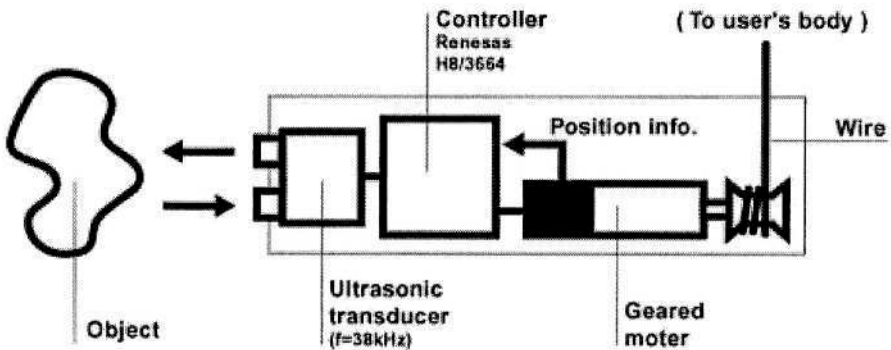 Controller
Renesas
H8/3664
( To user's body )
Position info.
Wire
Ultrasonic
transducer
(f=38kHz)
Geared
moter
Object